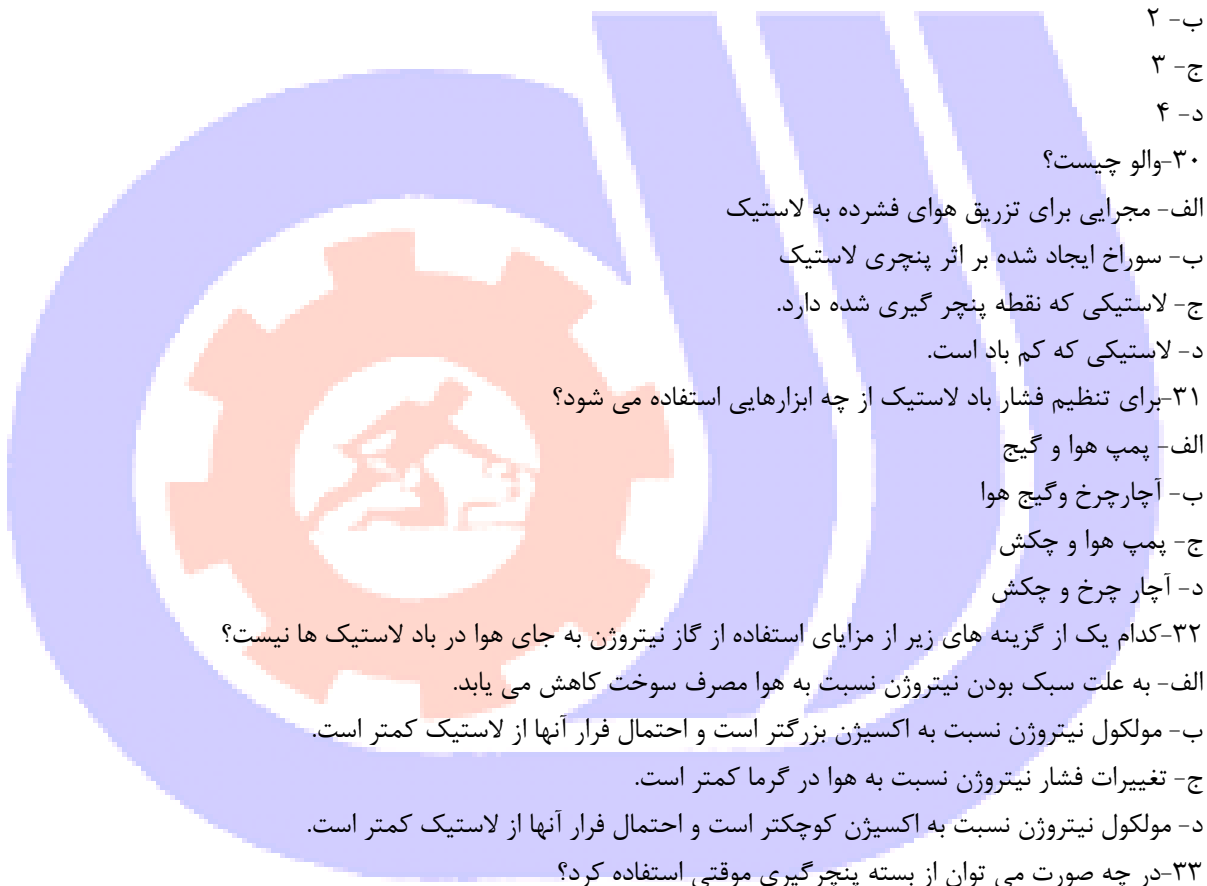 ب- ۲
ج- ۳
د- ۴
۳۰-والو چیست؟
الف- مجرایی برای تزریق هوای فشرده به لاستیک
ب- سوراخ ایجاد شده بر اثر پنچری لاستیک
ج- لاستیکی که نقطه پنچر گیری شده دارد.
د- لاستیکی که کم باد است.
۳۱-برای تنظیم فشار باد لاستیک از چه ابزارهایی استفاده می شود؟
الف- پمپ هوا و گیج
ب- آچارچرخ وگیج هوا
ج- پمپ هوا و چکش
د- آچار چرخ و چکش
۳۲-کدام یک از گزینه های زیر از مزایای استفاده از گاز نیتروژن به جای هوا در باد لاستیک ها نیست؟
الف- به علت سبک بودن نیتروژن نسبت به هوا مصرف سوخت کاهش می یابد.
ب- مولکول نیتروژن نسبت به اکسیژن بزرگتر است و احتمال فرار آنها از لاستیک کمتر است.
ج- تغییرات فشار نیتروژن نسبت به هوا در گرما کمتر است.
د- مولکول نیتروژن نسبت به اکسیژن کوچکتر است و احتمال فرار آنها از لاستیک کمتر است.
۳۳-در چه صورت می توان از بسته پنچرگیری موقتی استفاده کرد؟